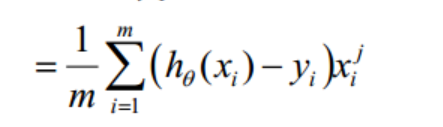 = \frac{1}{m} \sum_{i=1}^{m} (h_\theta(x_i) - y_i) x_i^j